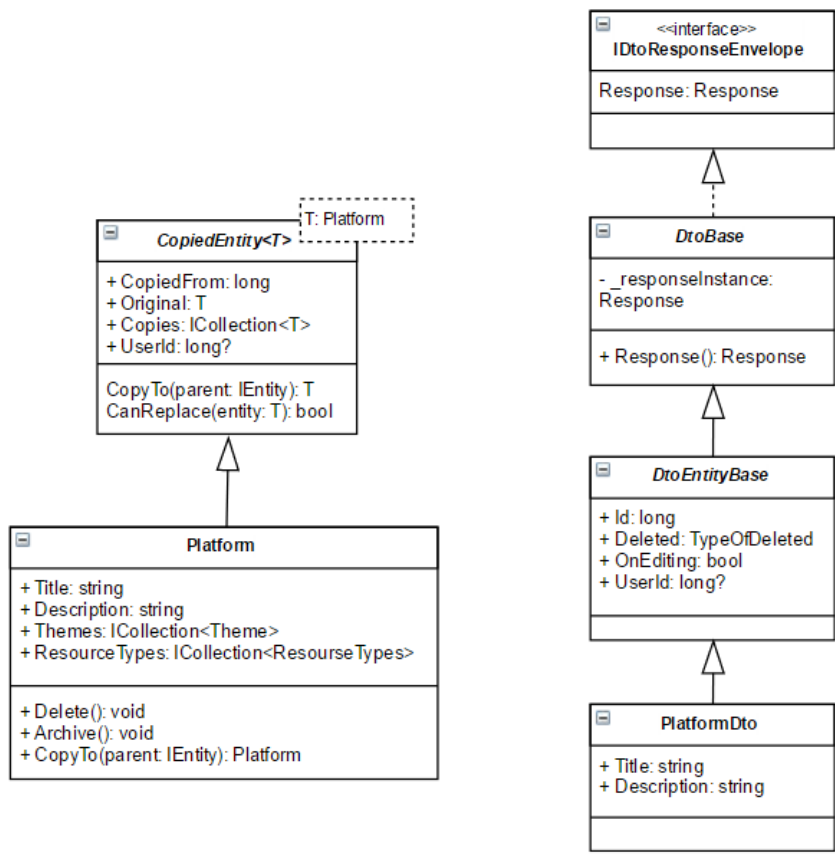 T: Platform
CopiedEntity<T>
+ CopiedFrom: long
+ Original: T
+ Copies: ICollection<T>
+ UserId: long?
CopyTo(parent: IEntity): T
CanReplace(entity: T): bool
Platform
+ Title: string
+ Description: string
+ Themes: ICollection<Theme>
+ ResourceTypes: ICollection<ResourseTypes>
+ Delete(): void
+ Archive(): void
+ CopyTo(parent: IEntity): Platform
<<interface>>
IDtoResponseEnvelope
Response: Response
DtoBase
- _responseInstance:
Response
+ Response(): Response
DtoEntityBase
+ Id: long
+ Deleted: TypeOfDeleted
+ OnEditing: bool
+ UserId: long?
PlatformDto
+ Title: string
+ Description: string